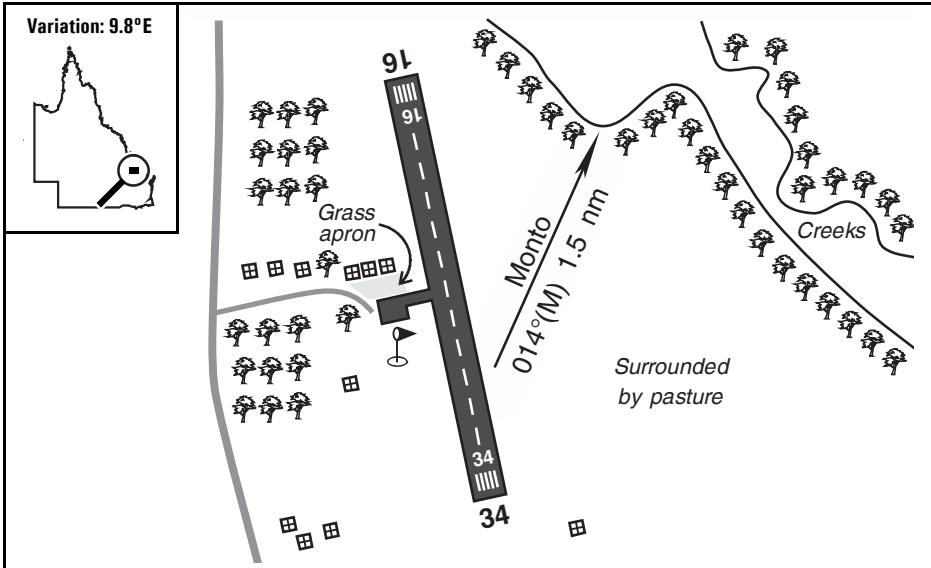 Variation: 9.8°E
16
16
Grass
apron
Monto
014°(M) 1.5 nm
Creeks
Surrounded
by pasture
34
34